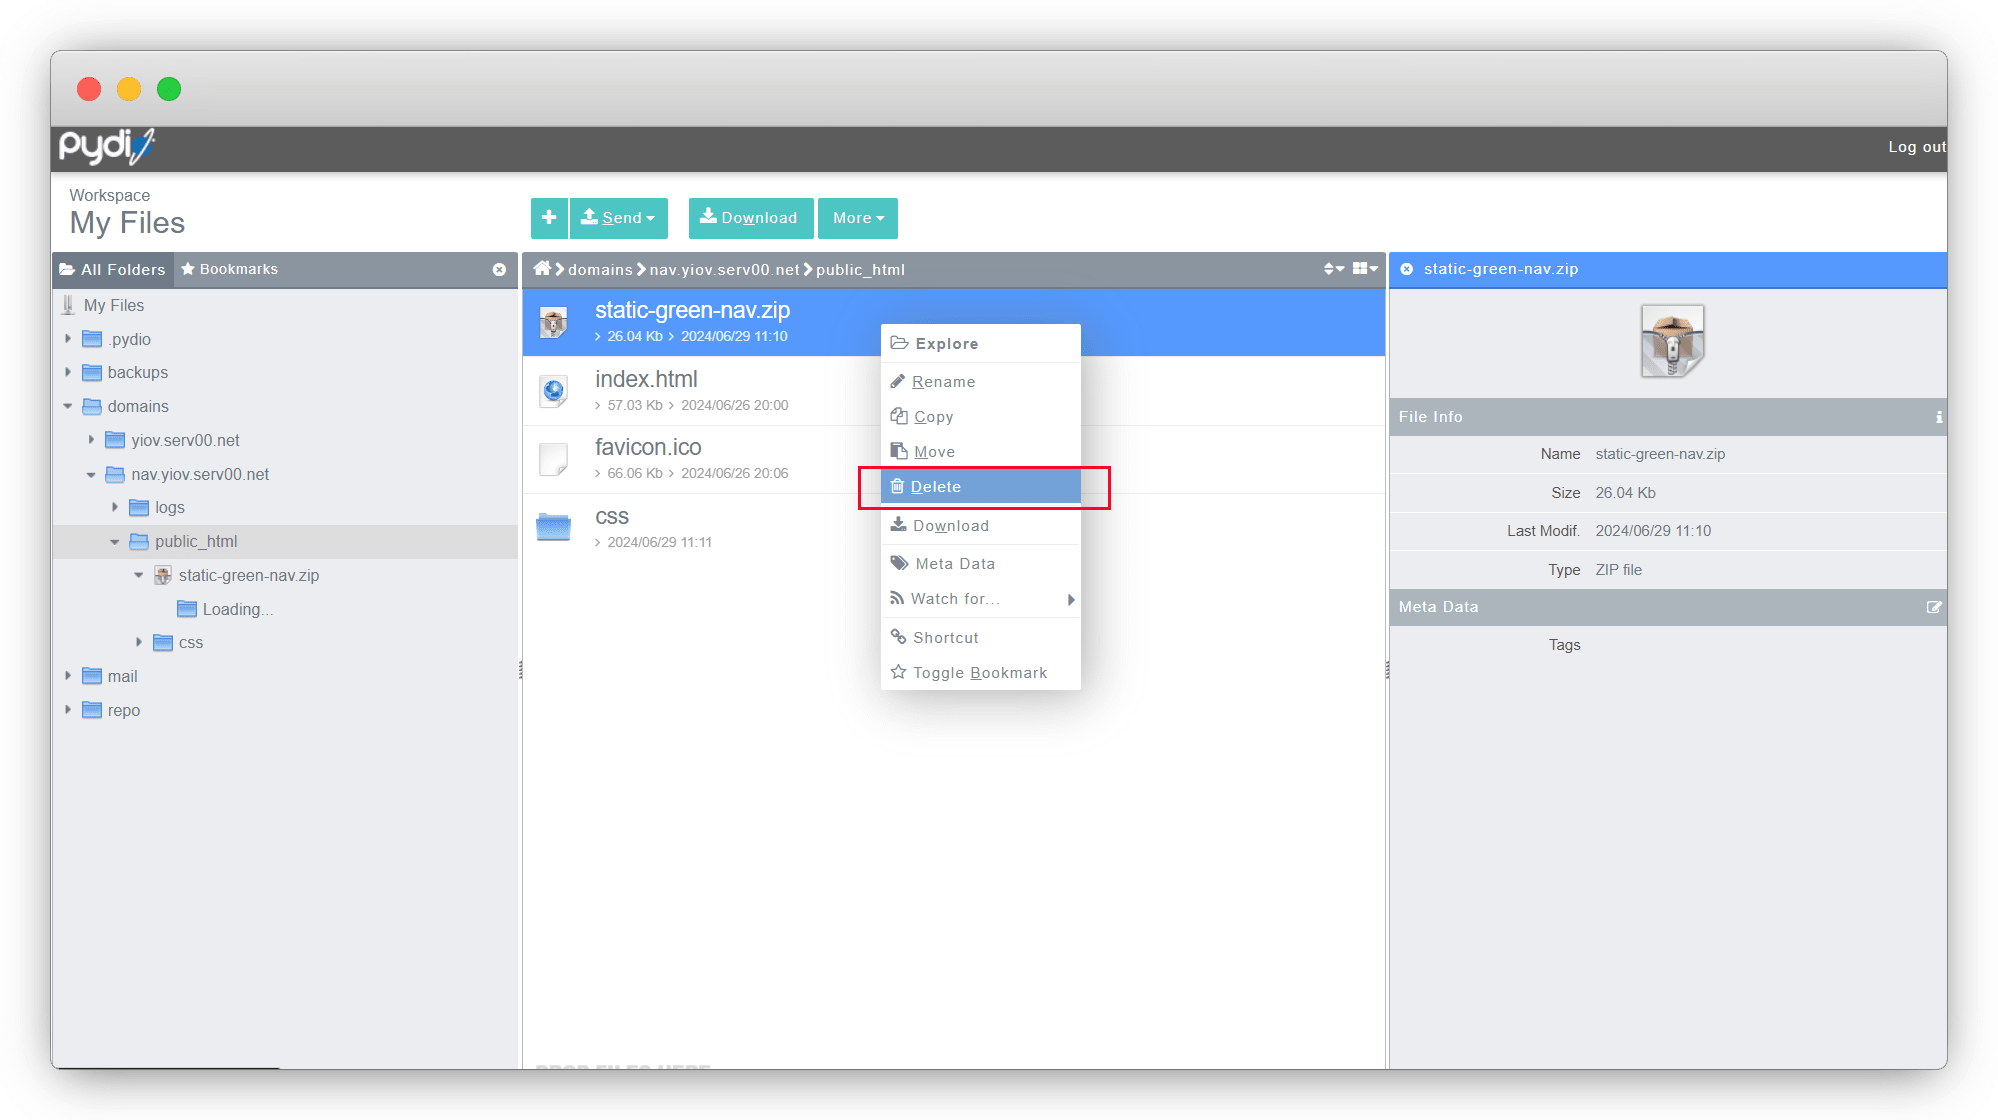 pydio
Log out
Workspace
My Files
Send
Download
More
All Folders
Bookmarks
domains nav.yiov.serv00.net public_html
static-green-nav.zip
My Files
.pydio
backups
domains
yiov.serv00.net
nav.yiov.serv00.net
logs
public_html
static-green-nav.zip
Loading...
css
mail
repo
static-green-nav.zip
26.04 Kb 2024/06/29 11:10
index.html
57.03 Kb 2024/06/26 20:00
favicon.ico
66.06 Kb 2024/06/26 20:06
css
2024/06/29 11:11
DROP FILES HERE
Explore
Rename
Copy
Move
Delete
Download
Meta Data
Watch for...
Shortcut
Toggle Bookmark
File Info
Name static-green-nav.zip
Size 26.04 Kb
Last Modif. 2024/06/29 11:10
Type ZIP file
Meta Data
Tags